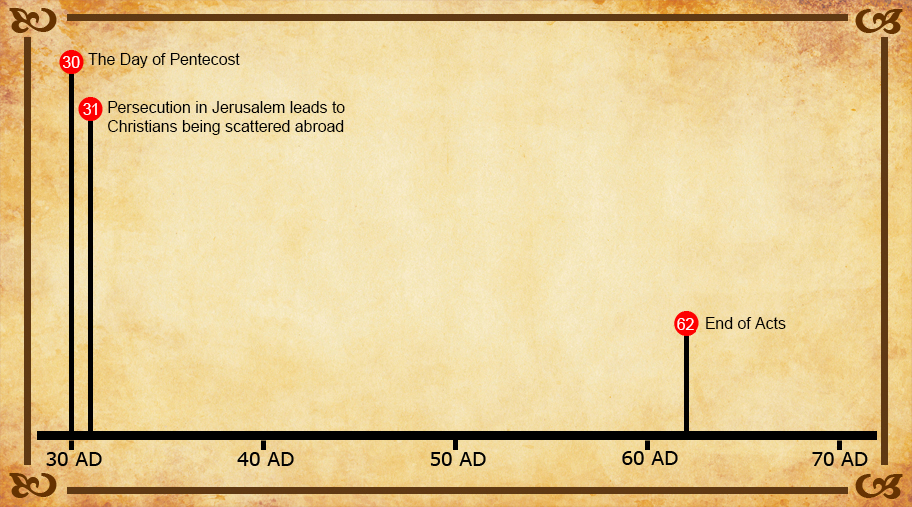 30 The Day of Pentecost
31 Persecution in Jerusalem leads to
Christians being scattered abroad
62 End of Acts
30 AD 40 AD 50 AD 60 AD 70 AD